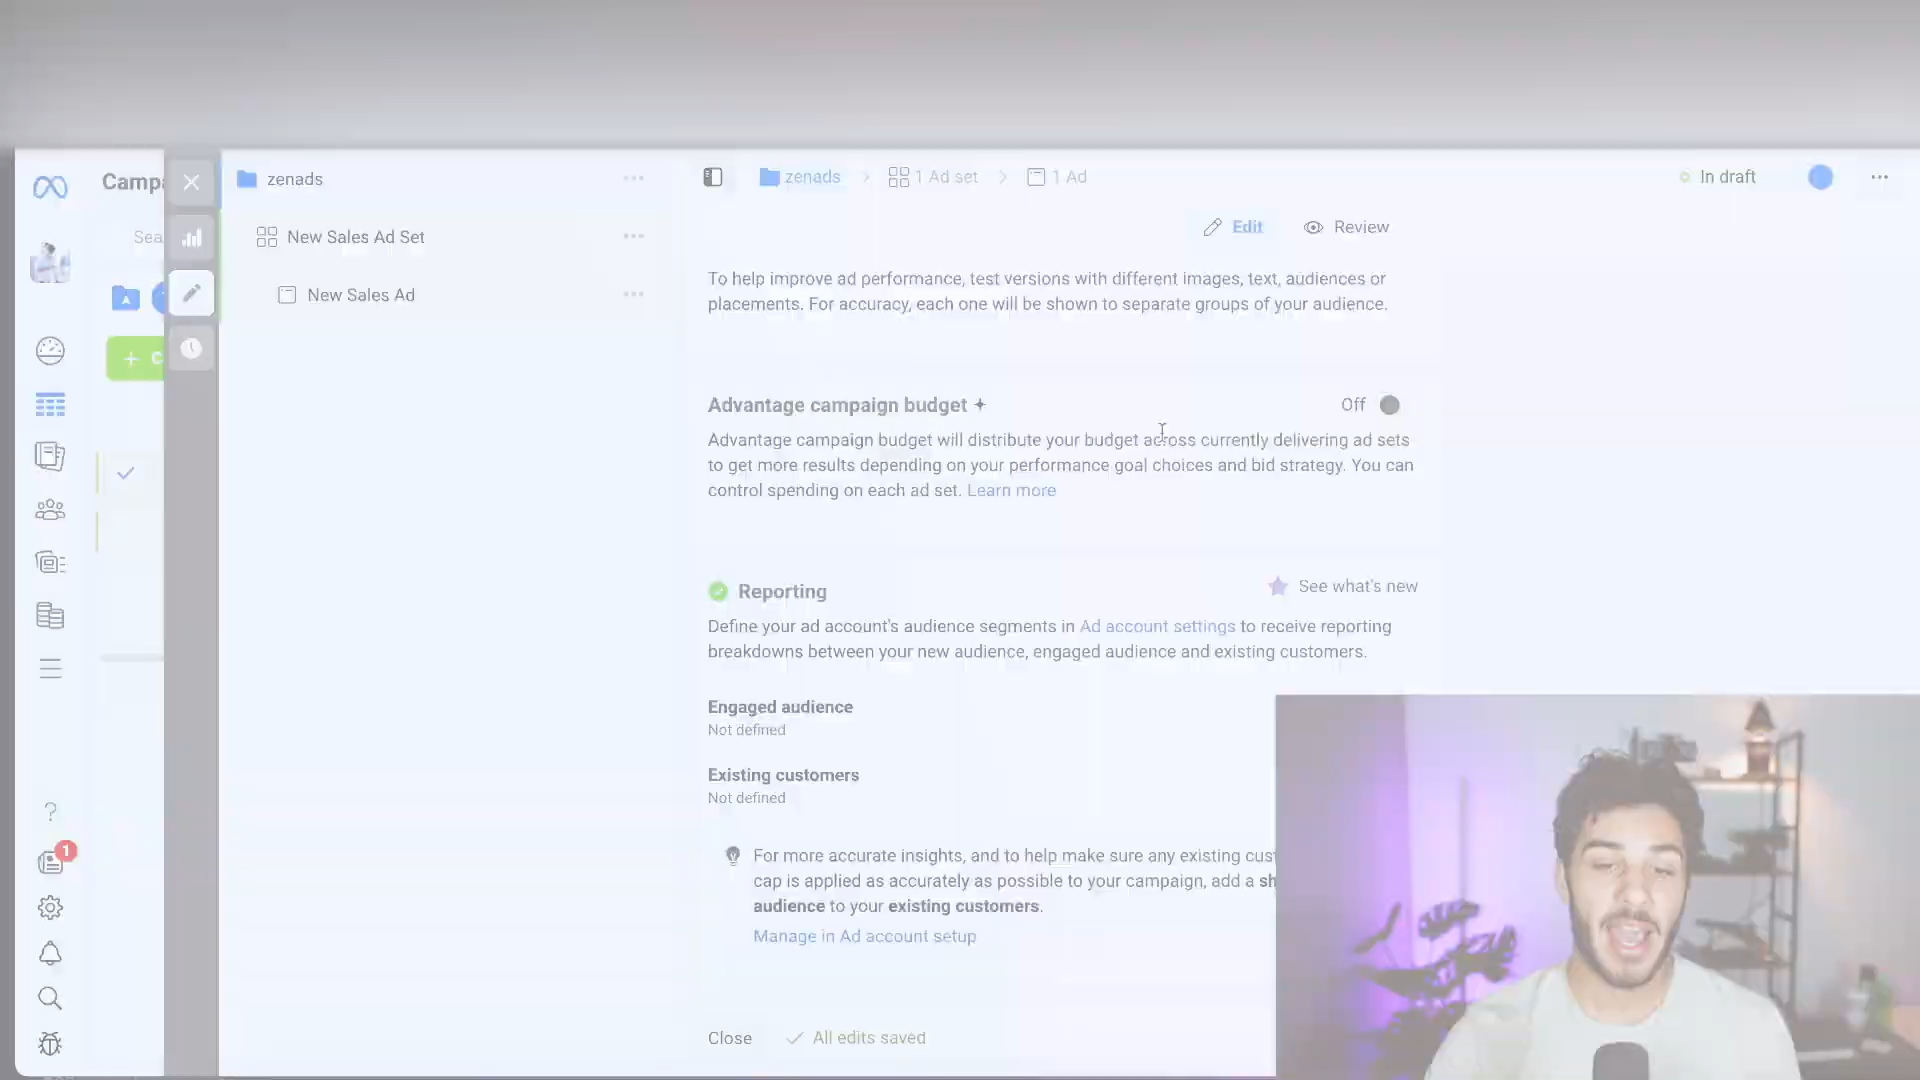 Campa
zenads
zenads
1 Ad set
1 Ad
In draft
Sea
New Sales Ad Set
Edit
Review
New Sales Ad
To help improve ad performance, test versions with different images, text, audiences or
placements. For accuracy, each one will be shown to separate groups of your audience.
+ C
Advantage campaign budget
Off
Advantage campaign budget will distribute your budget across currently delivering ad sets
to get more results depending on your performance goal choices and bid strategy. You can
control spending on each ad set. Learn more
Reporting
See what's new
Define your ad account's audience segments in Ad account settings to receive reporting
breakdowns between your new audience, engaged audience and existing customers.
Engaged audience
Not defined
Existing customers
Not defined
1
For more accurate insights, and to help make sure any existing cust
cap is applied as accurately as possible to your campaign, add a sh
audience to your existing customers.
Manage in Ad account setup
Close
All edits saved